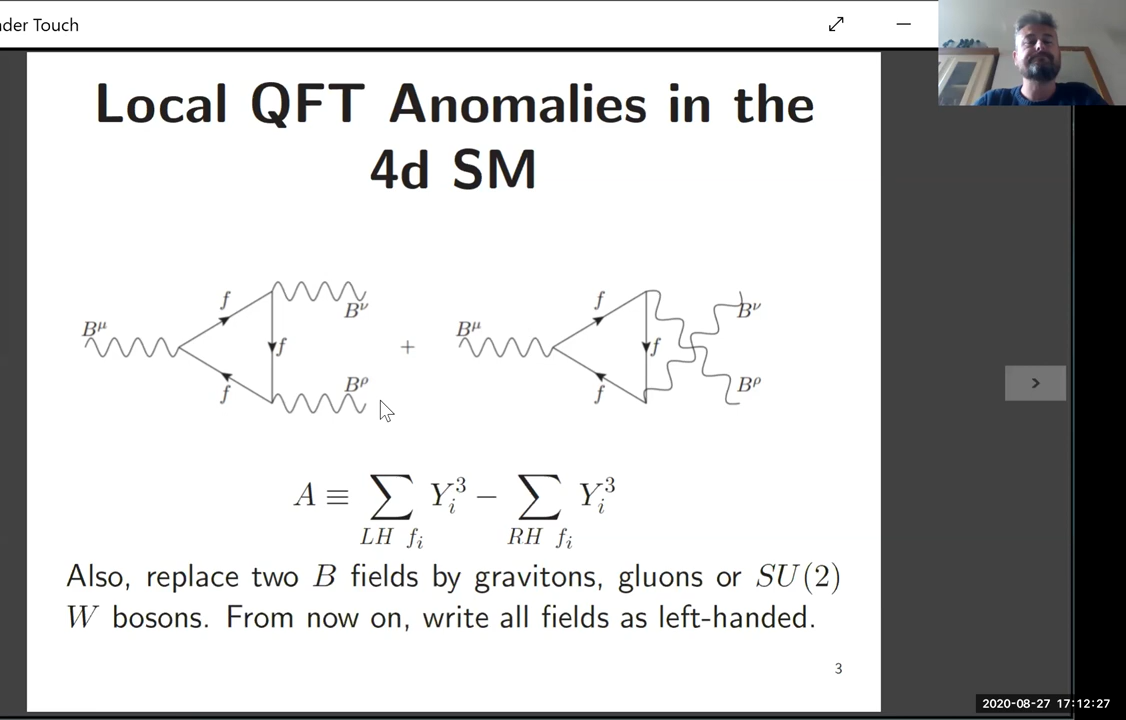 der Touch
Local QFT Anomalies in the
4d SM
B^μ f f f B^ν B^ρ + B^μ f f f B^ν B^ρ
A ≡ ∑_{LH f_i} Y_i^3 − ∑_{RH f_i} Y_i^3
Also, replace two B fields by gravitons, gluons or SU(2)
W bosons. From now on, write all fields as left-handed.
3
2020-08-27 17:12:27